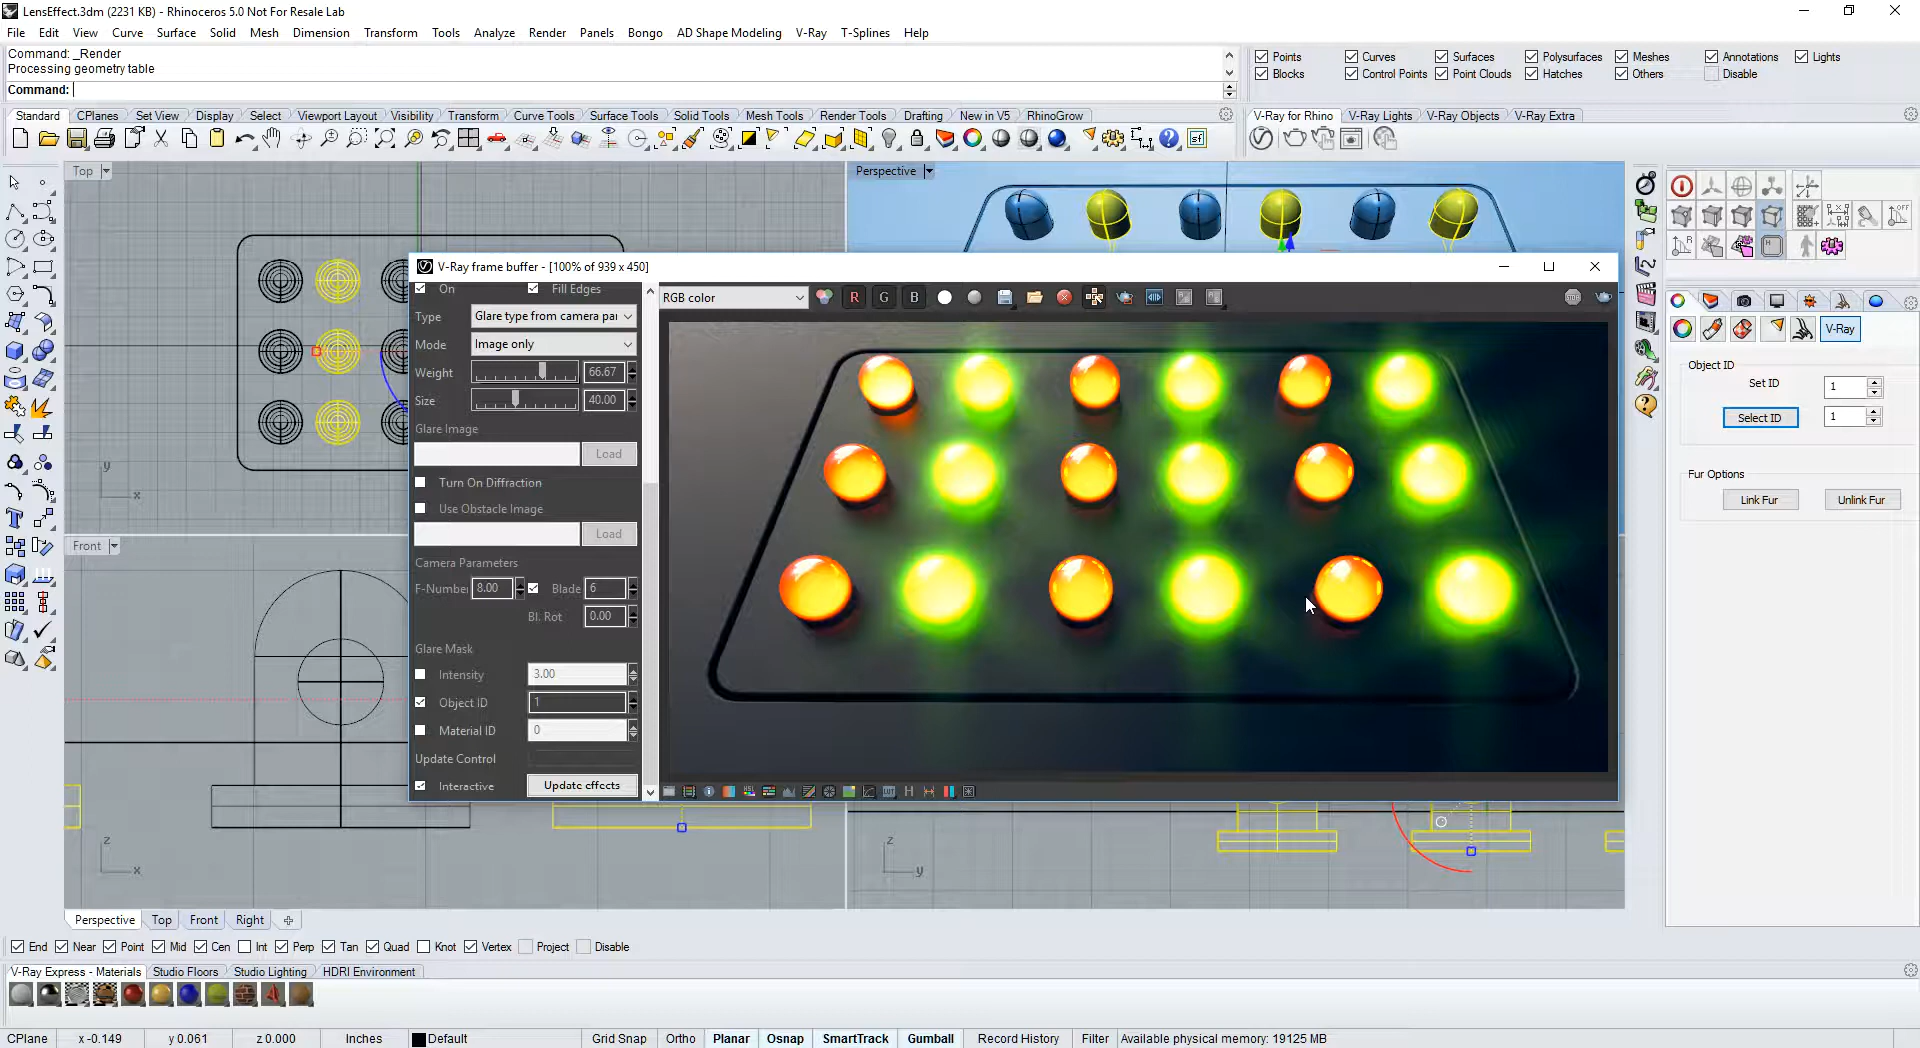 LensEffect.3dm (2231 KB) - Rhinoceros 5.0 Not For Resale Lab
File Edit View Curve Surface Solid Mesh Dimension Transform Tools Analyze Render Panels Bongo AD Shape Modeling V-Ray T-Splines Help
Command: _Render
Processing geometry table
Command:
Points Curves Surfaces Polysurfaces Meshes Annotations Lights
Blocks Control Points Point Clouds Hatches Others Disable
Standard CPlanes Set View Display Select Viewport Layout Visibility Transform Curve Tools Surface Tools Solid Tools Mesh Tools Render Tools Drafting New in V5 RhinoGrow
V-Ray for Rhino V-Ray Lights V-Ray Objects V-Ray Extra
Top
Perspective
V-Ray frame buffer - [100% of 939 x 450]
On Fill Edges
RGB color
R G B
Type Glare type from camera par
Mode Image only
Weight 66.67
Size 40.00
Glare Image
Load
Turn On Diffraction
Use Obstacle Image
Load
Camera Parameters
F-Number 8.00 Blade 6
Bl. Rot 0.00
Glare Mask
Intensity 3.00
Object ID 1
Material ID 0
Update Control
Interactive Update effects
V-Ray
Object ID
Set ID 1
Select ID 1
Fur Options
Link Fur Unlink Fur
y
x
Front
z
x
z
y
Perspective Top Front Right
End Near Point Mid Cen Int Perp Tan Quad Knot Vertex Project Disable
V-Ray Express - Materials Studio Floors Studio Lighting HDRI Environment
CPlane x -0.149 y 0.061 z 0.000 Inches Default Grid Snap Ortho Planar Osnap SmartTrack Gumball Record History Filter Available physical memory: 19125 MB